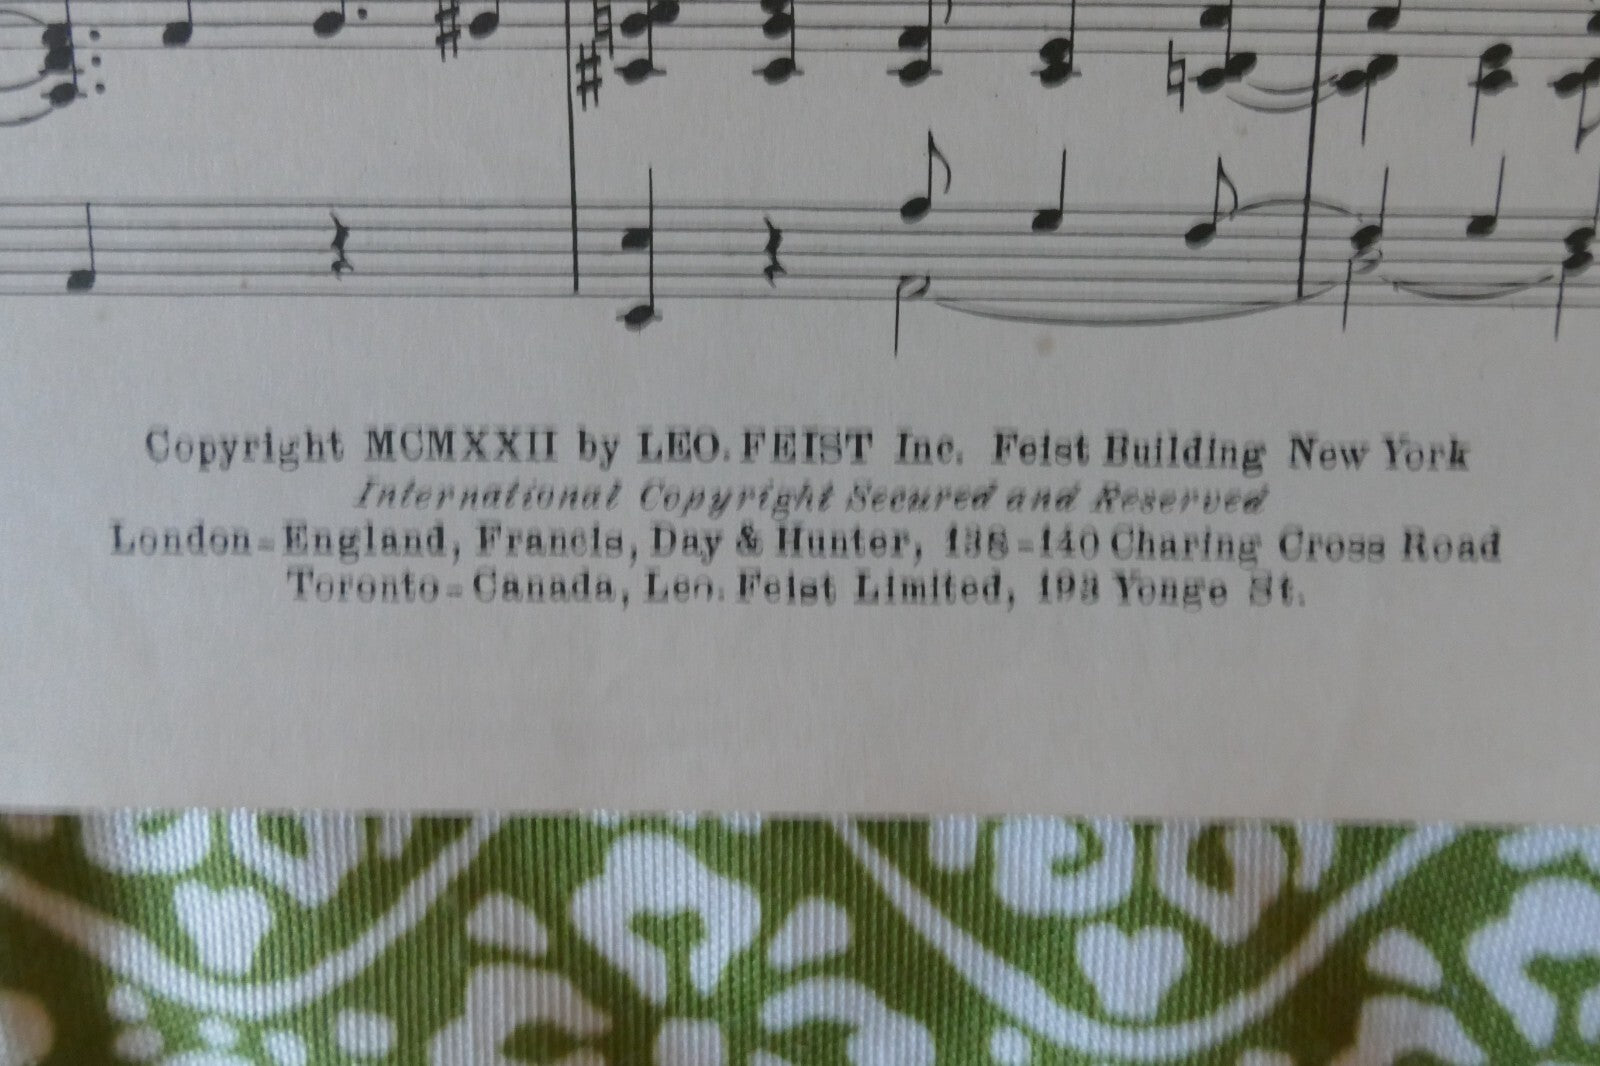 Copyright MCMXXII by LEO. FEIST Inc. Feist Building New York
International Copyright Secured and Reserved
London=England, Francis, Day & Hunter, 138=140 Charing Cross Road
Toronto=Canada, Leo. Feist Limited, 193 Yonge St.